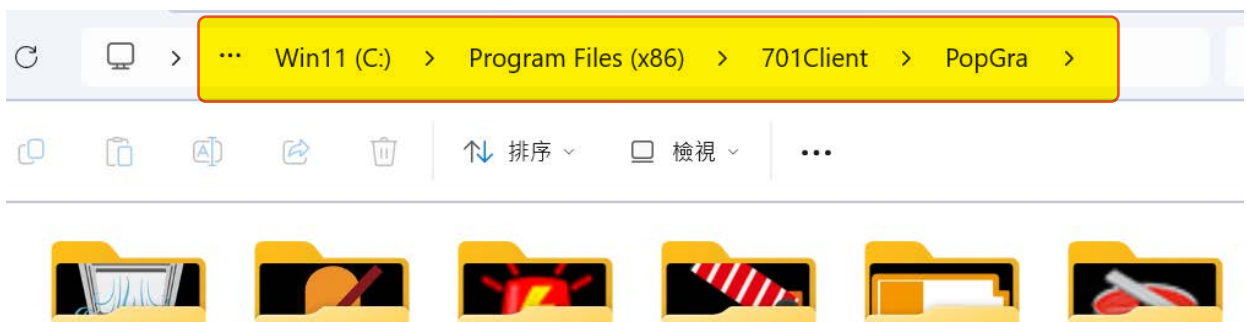 ... Win11 (C:) > Program Files (x86) > 701Client > PopGra >
排序 檢視 ...